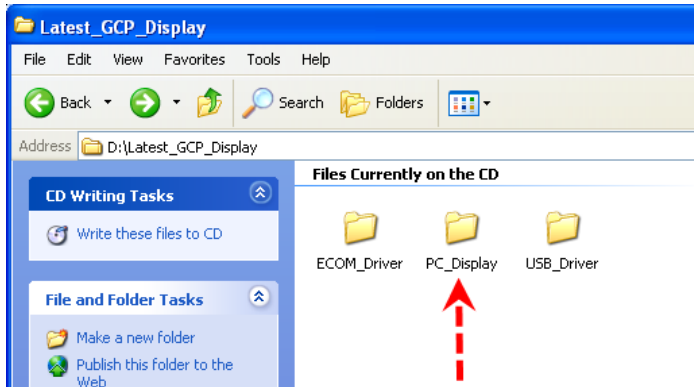 Latest_GCP_Display
File Edit View Favorites Tools Help
Back Search Folders
Address D:\Latest_GCP_Display
Files Currently on the CD
CD Writing Tasks
Write these files to CD
ECOM_Driver PC_Display USB_Driver
File and Folder Tasks
Make a new folder
Publish this folder to the
Web